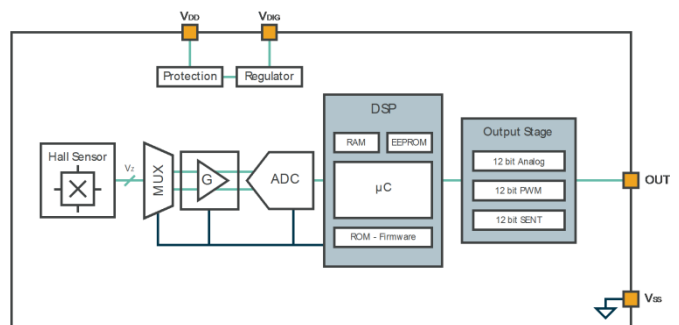 VDD
VDIG
Protection
Regulator
DSP
RAM
EEPROM
Output Stage
Hall Sensor
Vz
MUX
G
ADC
µC
12 bit Analog
12 bit PWM
12 bit SENT
OUT
ROM - Firmware
VSS